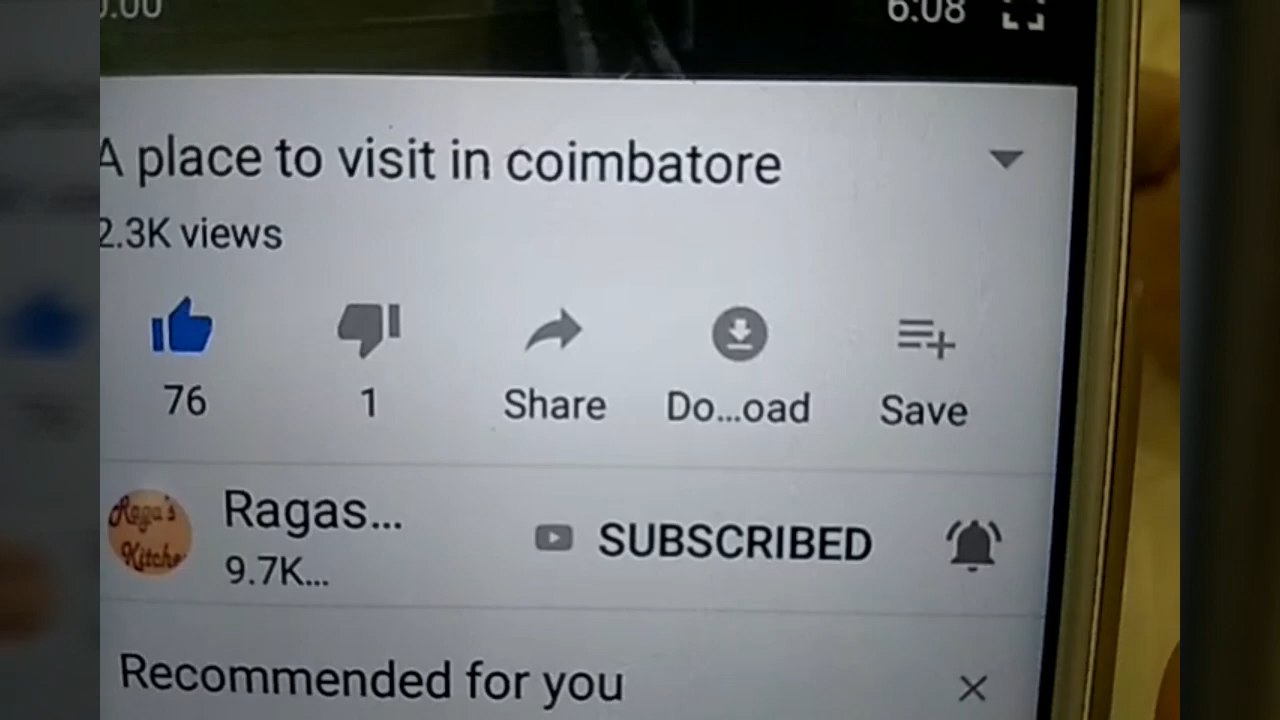 6:08
A place to visit in coimbatore
2.3K views
76
1
Share
Do...oad
Save
Raga's
Kitche
Ragas...
9.7K...
SUBSCRIBED
Recommended for you